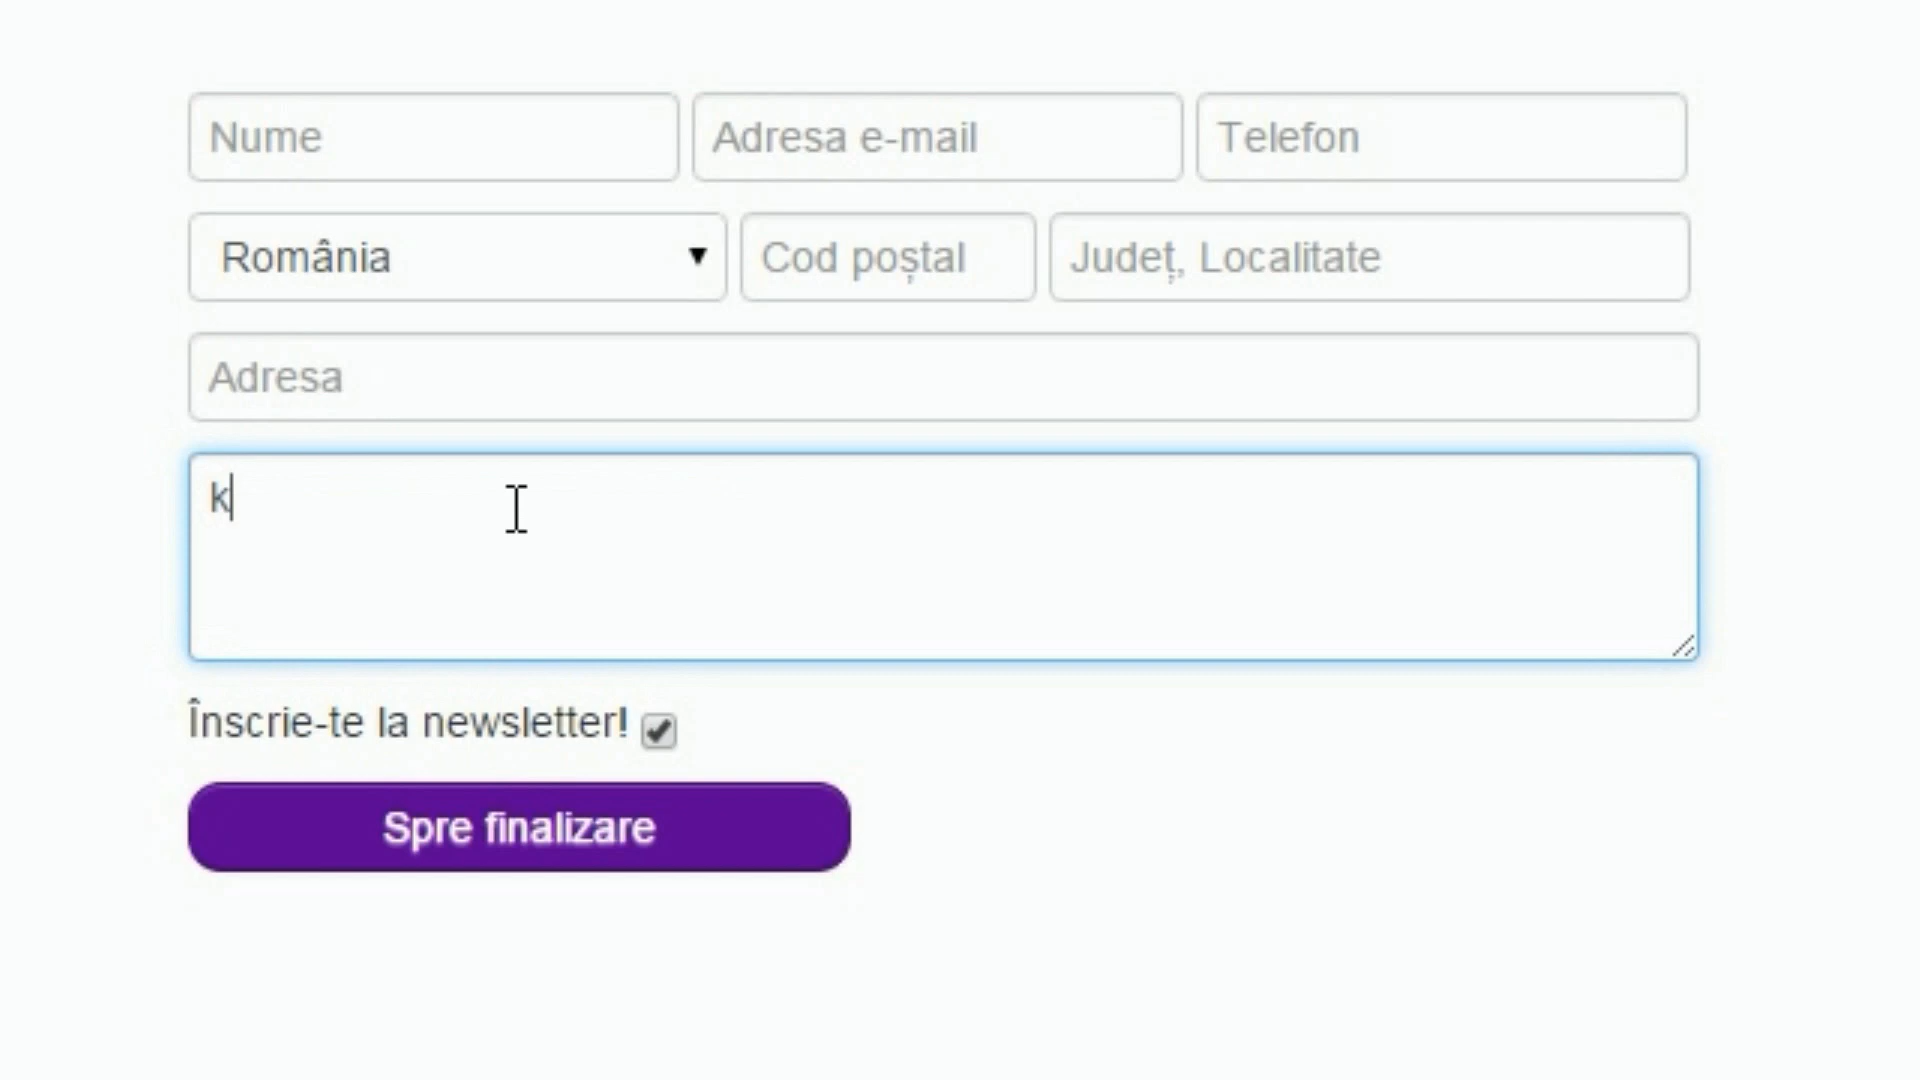 Nume Adresa e-mail Telefon
România Cod poștal Județ, Localitate
Adresa
k
Înscrie-te la newsletter!
Spre finalizare